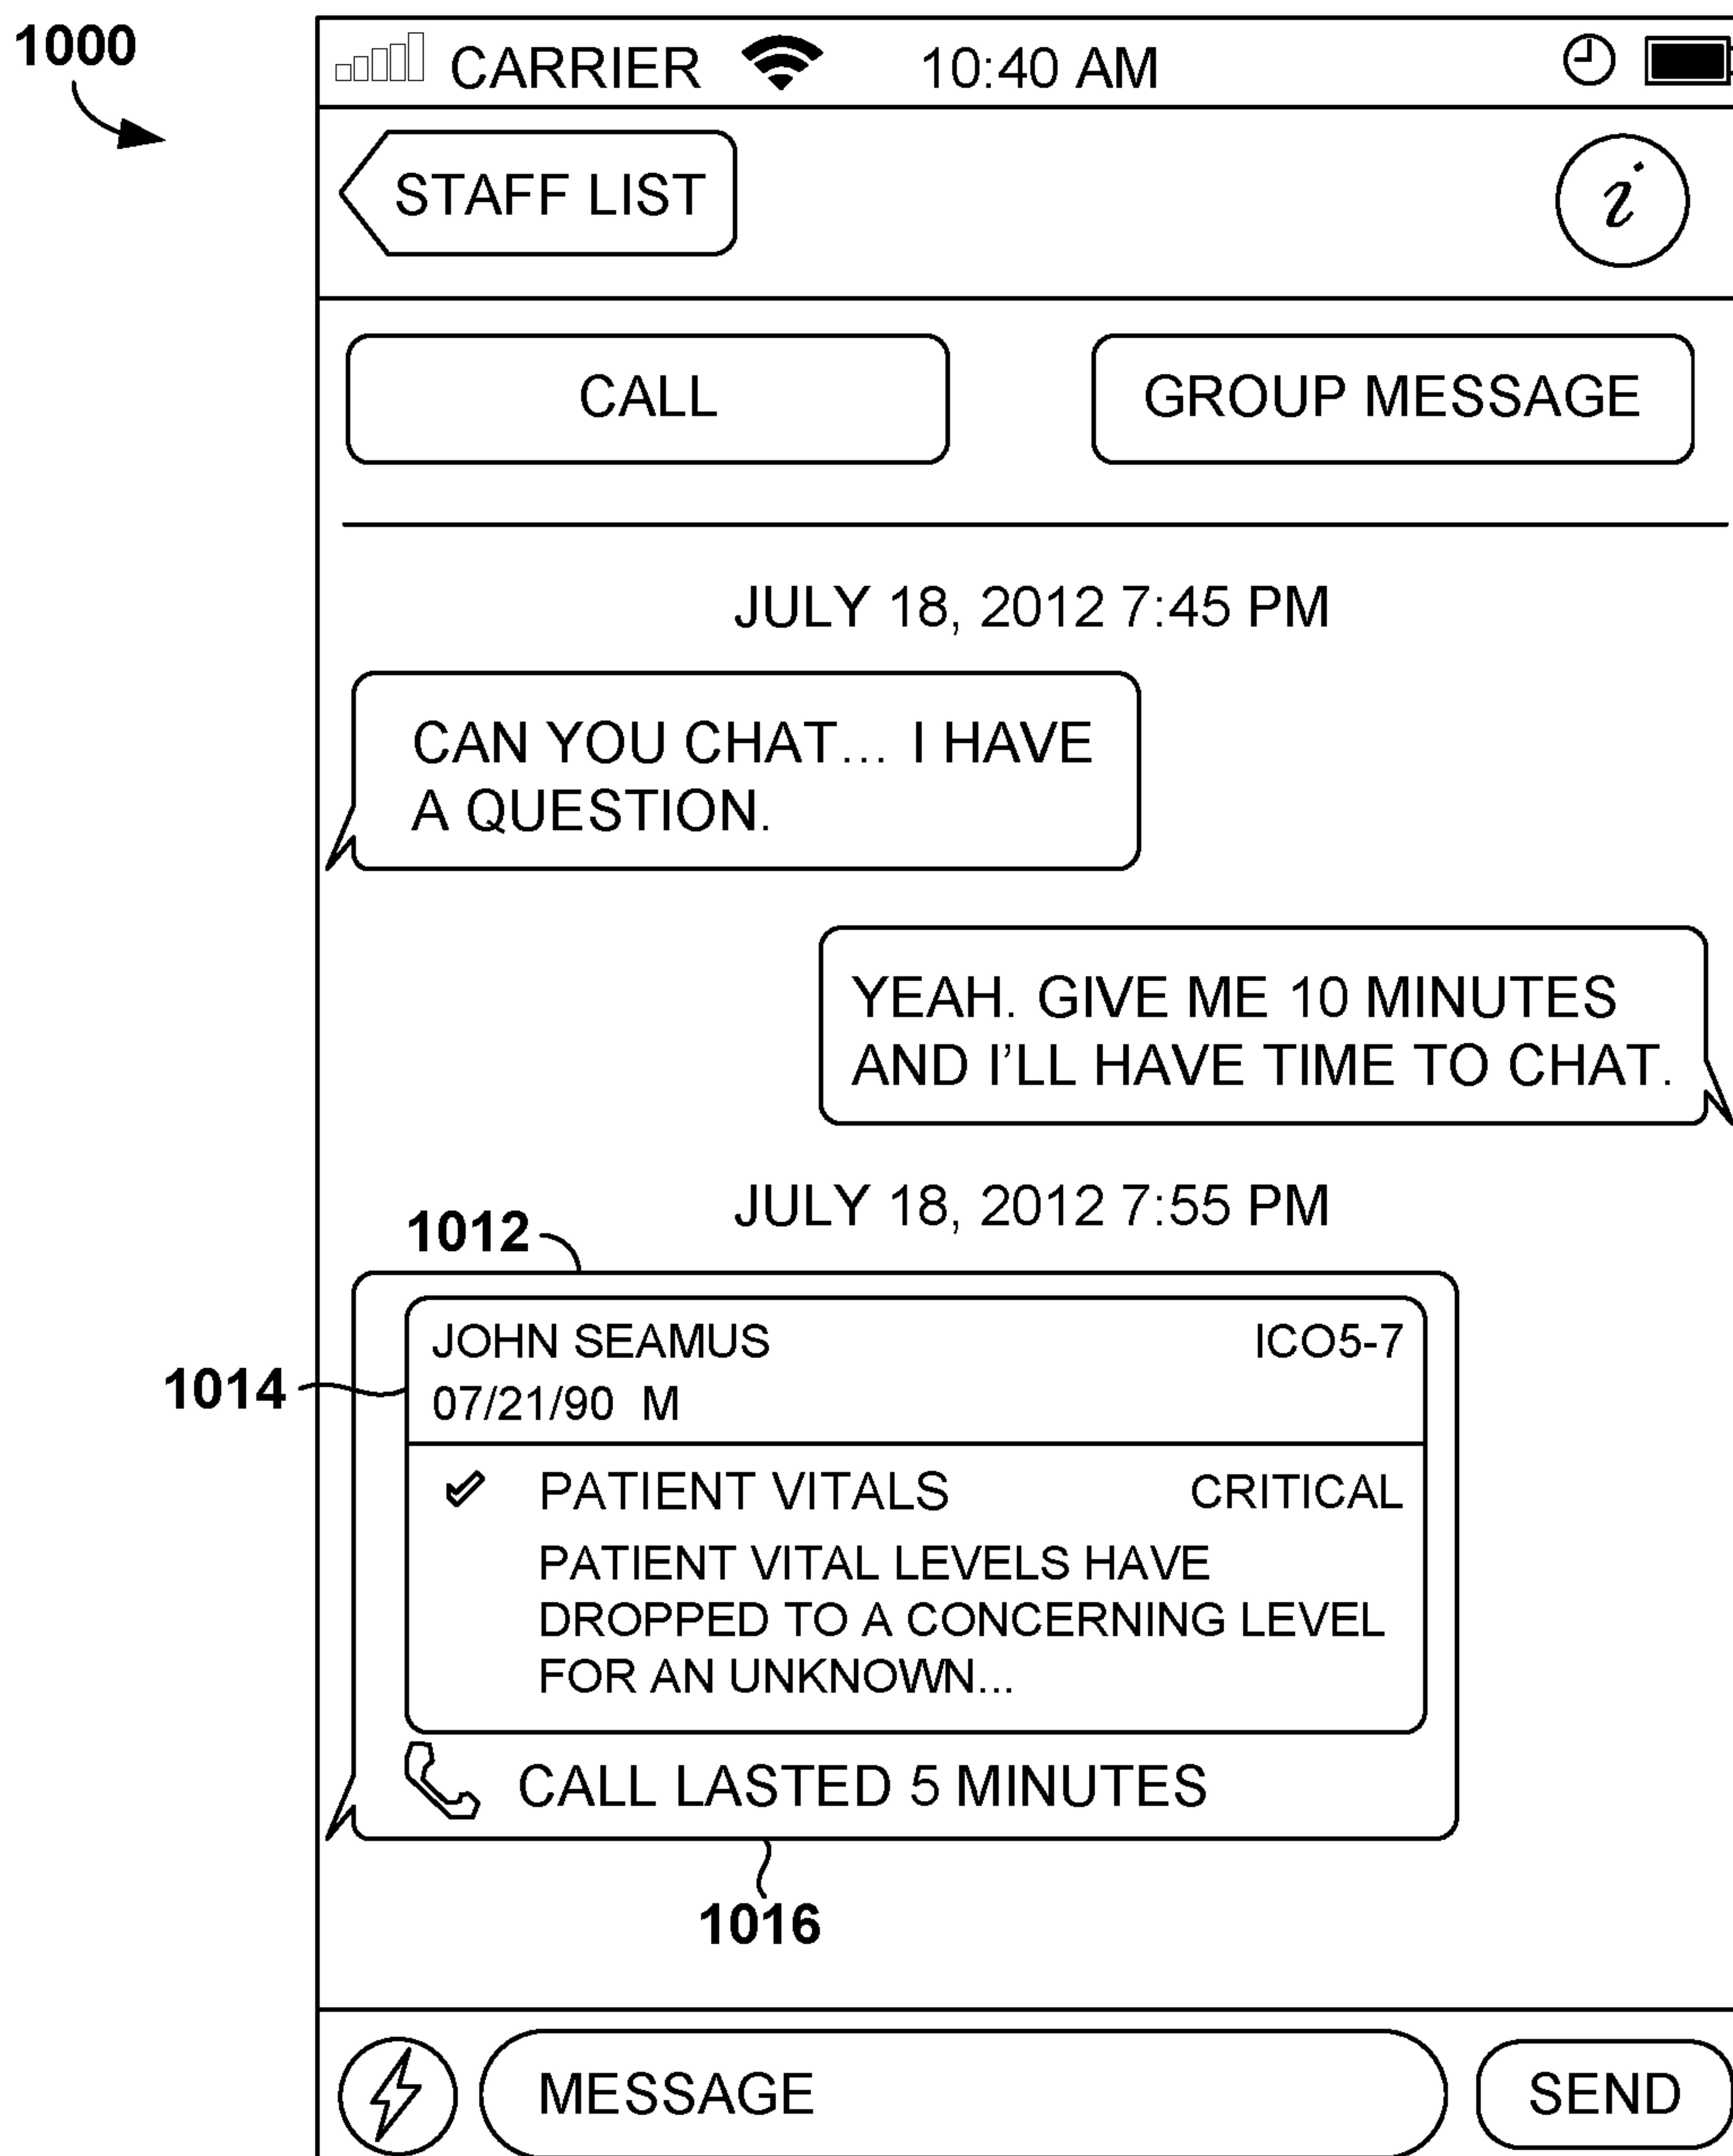 1000
CARRIER 10:40 AM
STAFF LIST i
CALL GROUP MESSAGE
JULY 18, 2012 7:45 PM
CAN YOU CHAT... I HAVE
A QUESTION.
YEAH. GIVE ME 10 MINUTES
AND I'LL HAVE TIME TO CHAT.
JULY 18, 2012 7:55 PM
1012
JOHN SEAMUS ICO5-7
1014
07/21/90 M
PATIENT VITALS CRITICAL
PATIENT VITAL LEVELS HAVE
DROPPED TO A CONCERNING LEVEL
FOR AN UNKNOWN...
CALL LASTED 5 MINUTES
1016
MESSAGE SEND